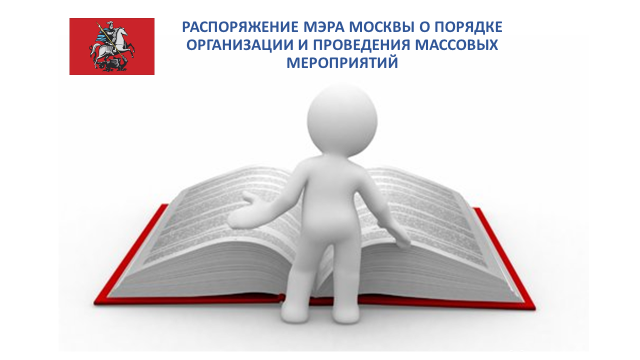 РАСПОРЯЖЕНИЕ МЭРА МОСКВЫ О ПОРЯДКЕ
ОРГАНИЗАЦИИ И ПРОВЕДЕНИЯ МАССОВЫХ
МЕРОПРИЯТИЙ